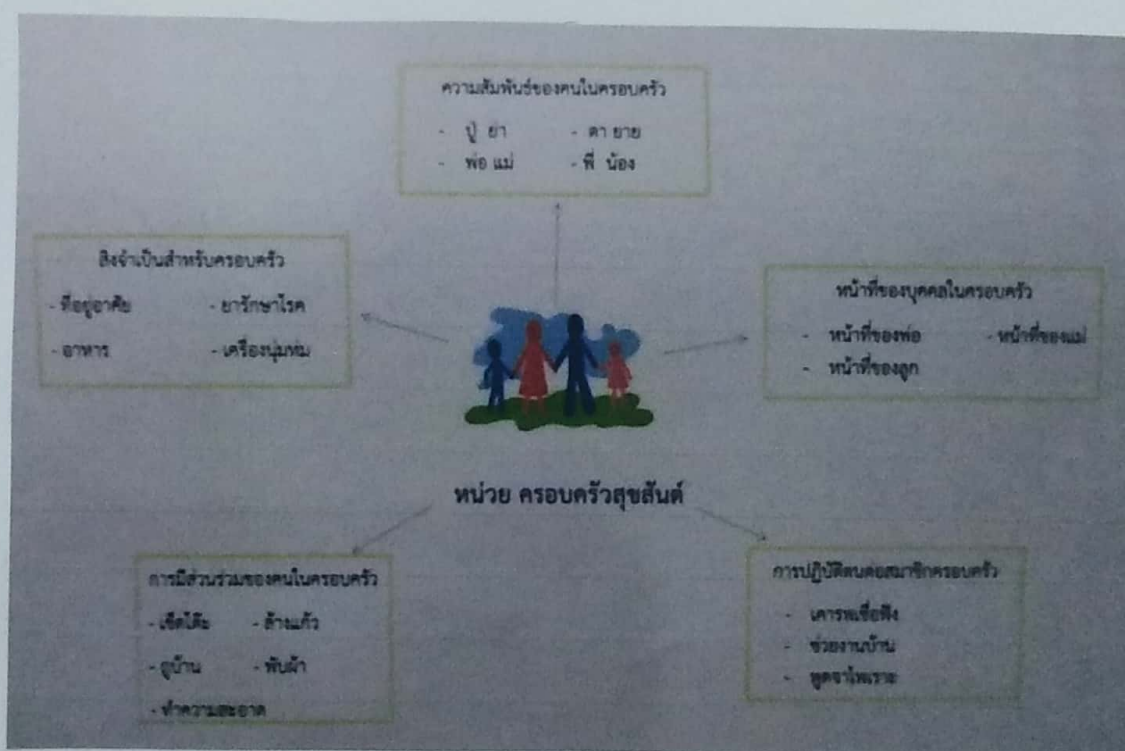 ความสัมพันธ์ของคนในครอบครัว
- ปู่ ย่า - ตา ยาย
- พ่อ แม่ - พี่ น้อง
สิ่งจำเป็นสำหรับครอบครัว
- ที่อยู่อาศัย - ยารักษาโรค
- อาหาร - เครื่องนุ่งห่ม
หน้าที่ของบุคคลในครอบครัว
- หน้าที่ของพ่อ - หน้าที่ของแม่
- หน้าที่ของลูก
หน่วย ครอบครัวสุขสันต์
การมีส่วนร่วมของคนในครอบครัว
- เช็ดโต๊ะ - ล้างแก้ว
- ถูบ้าน - พับผ้า
- ทำความสะอาด
การปฏิบัติตนต่อสมาชิกครอบครัว
- เคารพเชื่อฟัง
- ช่วยงานบ้าน
- พูดจาไพเราะ